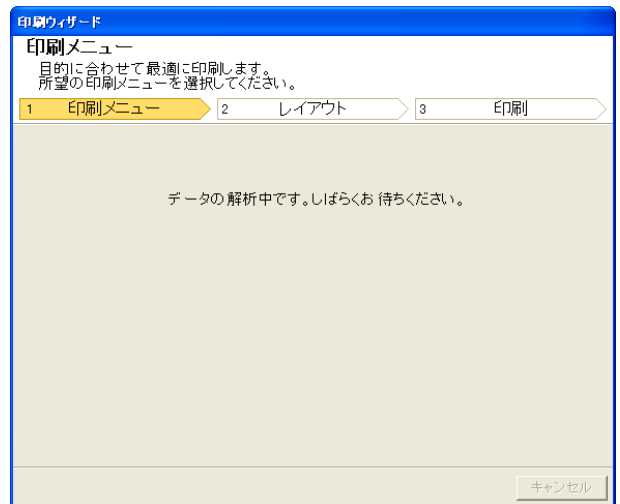 印刷ウィザード
印刷メニュー
目的に合わせて最適に印刷します。
所望の印刷メニューを選択してください。
1 印刷メニュー 2 レイアウト 3 印刷
データの解析中です。しばらくお待ちください。
キャンセル